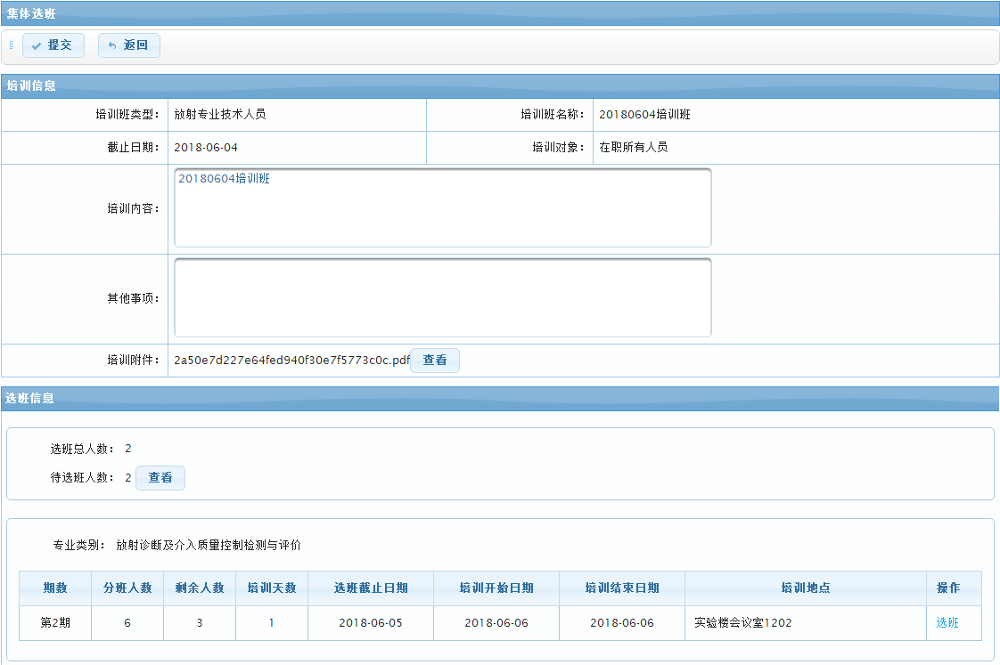 集体选班
提交 返回
培训信息
培训班类型： 放射专业技术人员 培训班名称： 20180604培训班
截止日期： 2018-06-04 培训对象： 在职所有人员
培训内容： 20180604培训班
其他事项：
培训附件： 2a50e7d227e64fed940f30e7f5773c0c.pdf 查看
选班信息
选班总人数： 2
待选班人数： 2 查看
专业类别： 放射诊断及介入质量控制检测与评价
期数 分班人数 剩余人数 培训天数 选班截止日期 培训开始日期 培训结束日期 培训地点 操作
第2期 6 3 1 2018-06-05 2018-06-06 2018-06-06 实验楼会议室1202 选班